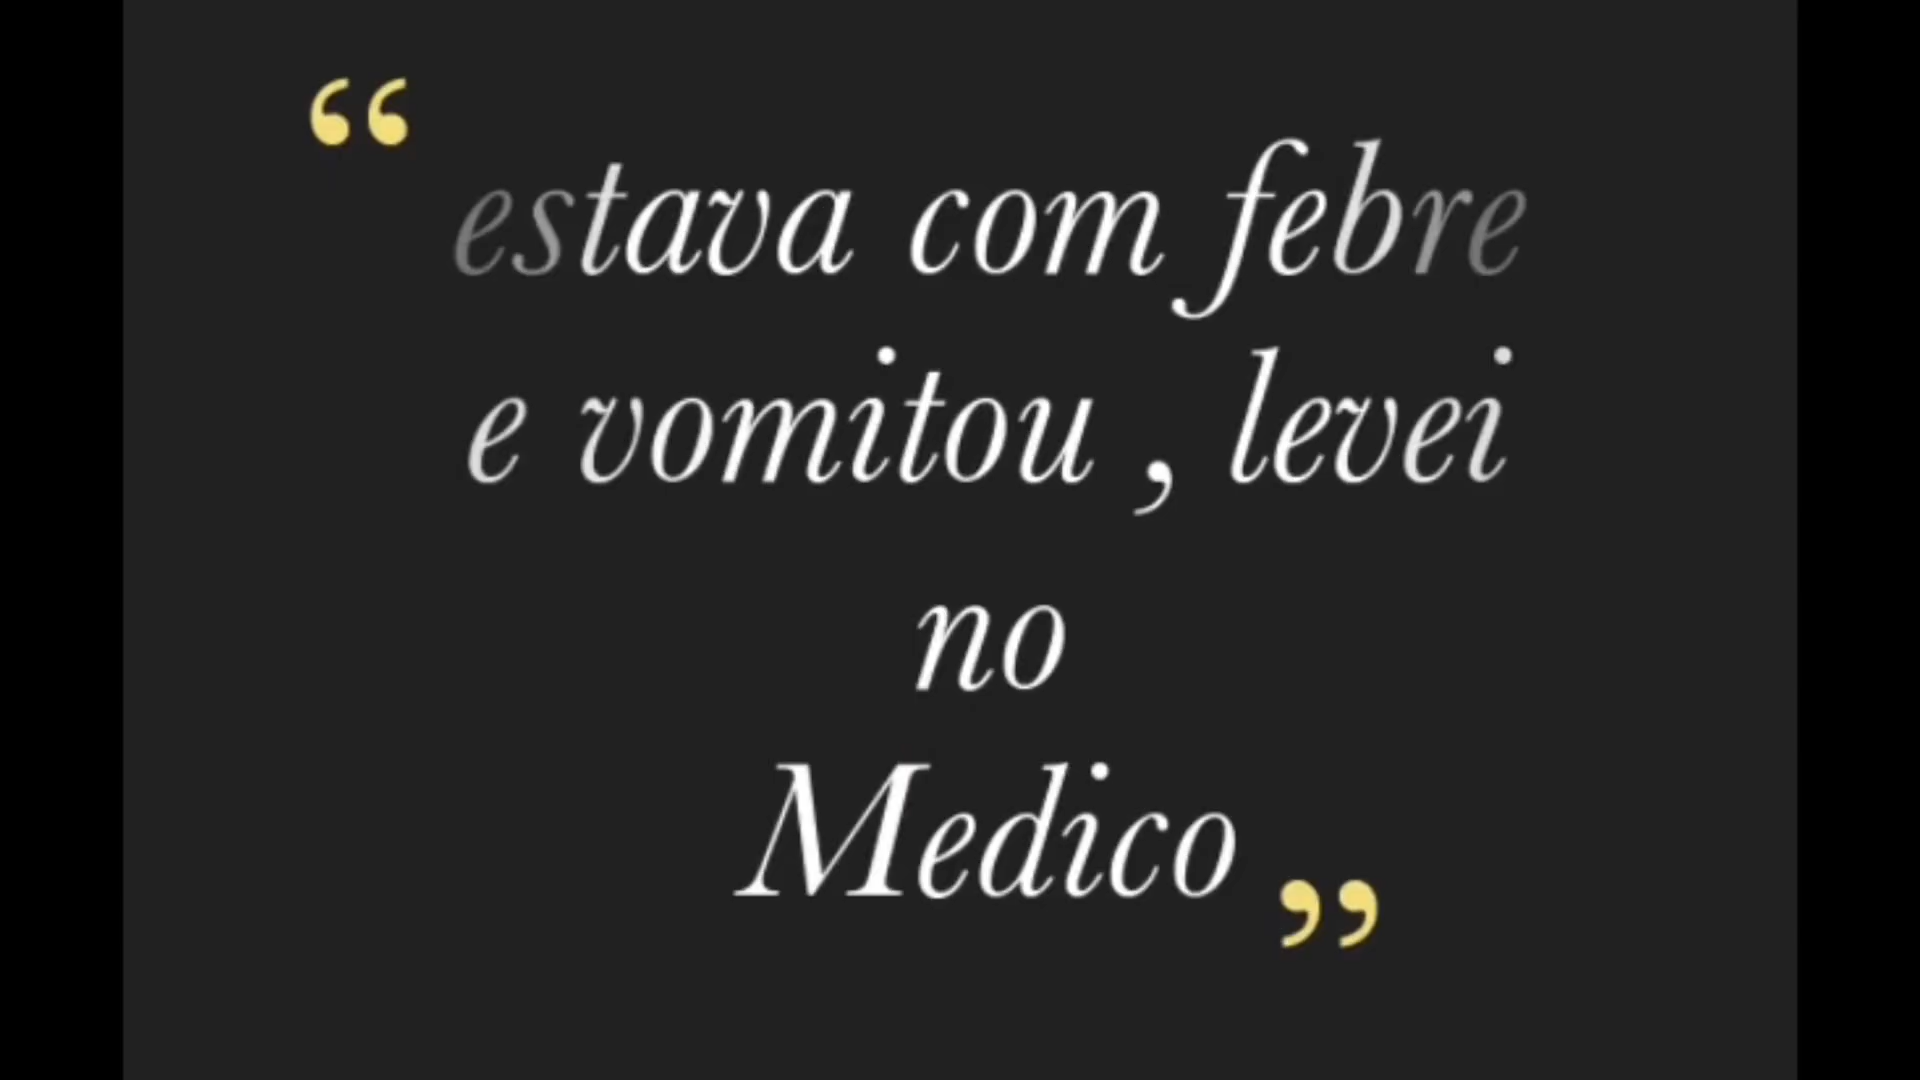 “ estava com febre
e vomitou , levei
no
Medico ”